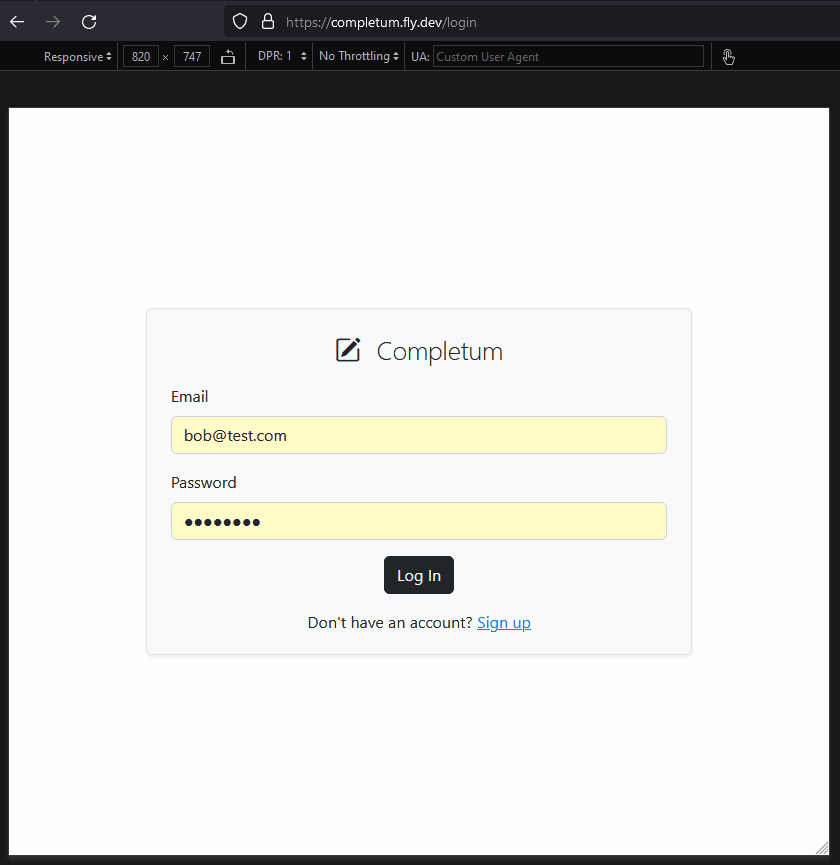 https://completum.fly.dev/login
Responsive 820 × 747 DPR: 1 No Throttling UA: Custom User Agent
Completum
Email
bob@test.com
Password
●●●●●●●●
Log In
Don't have an account? Sign up